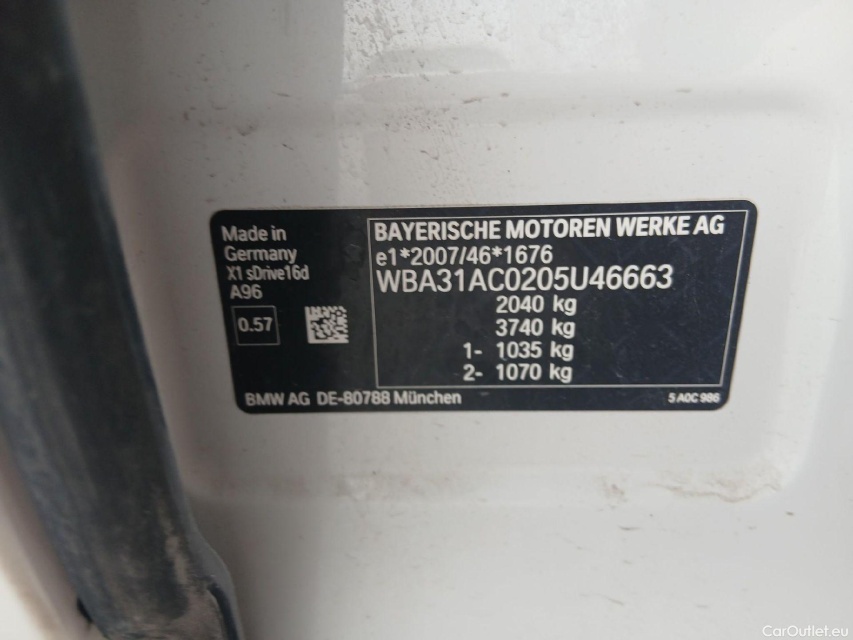 Made in
Germany
X1 sDrive16d
A96
0.57
BAYERISCHE MOTOREN WERKE AG
e1*2007/46*1676
WBA31AC0205U46663
2040 kg
3740 kg
1- 1035 kg
2- 1070 kg
BMW AG DE-80788 München
5 A0C 986
CarOutlet.eu